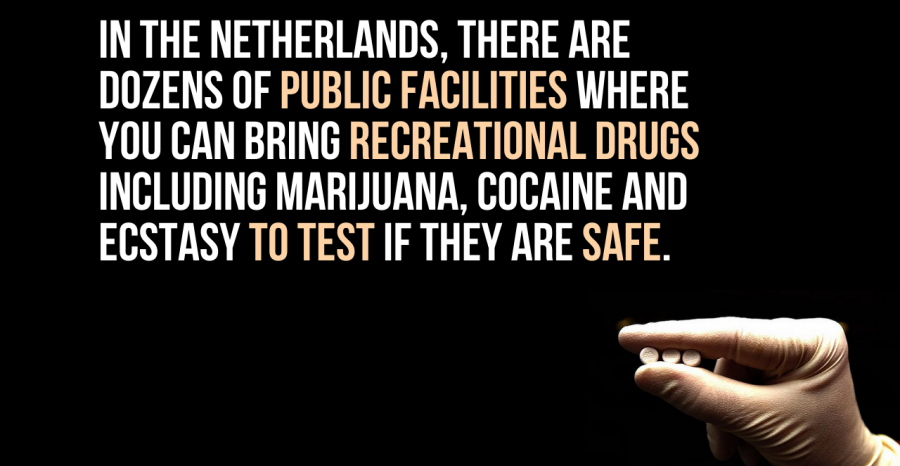 IN THE NETHERLANDS, THERE ARE
DOZENS OF PUBLIC FACILITIES WHERE
YOU CAN BRING RECREATIONAL DRUGS
INCLUDING MARIJUANA, COCAINE AND
ECSTASY TO TEST IF THEY ARE SAFE.